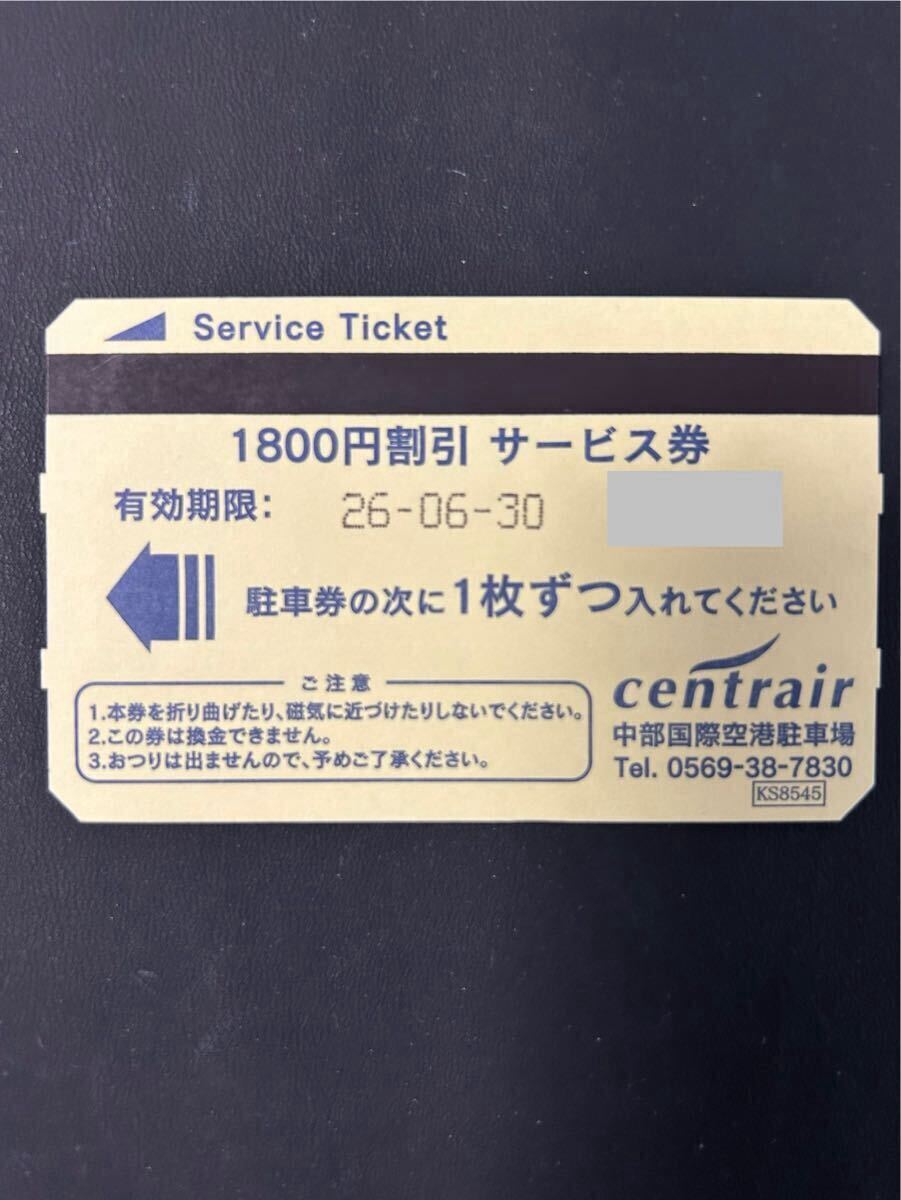 Service Ticket
1800円割引 サービス券
有効期限: 26-06-30
駐車券の次に1枚ずつ入れてください
ご注意
1.本券を折り曲げたり、磁気に近づけたりしないでください。
2.この券は換金できません。
3.おつりは出ませんので、予めご了承ください。
centrair
中部国際空港駐車場
Tel. 0569-38-7830
KS8545